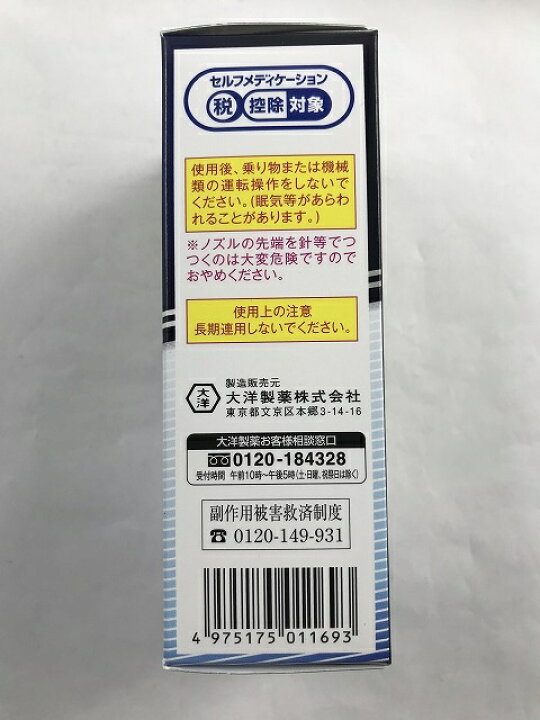 セルフメディケーション
税 控除 対象
使用後、乗り物または機械
類の運転操作をしないで
ください。(眠気等があらわ
れることがあります。)
※ノズルの先端を針等でつ
つくのは大変危険ですので
おやめください。
使用上の注意
長期連用しないでください。
大洋
製造販売元
大洋製薬株式会社
東京都文京区本郷3-14-16
大洋製薬お客様相談窓口
0120-184328
受付時間 午前10時〜午後5時(土・日曜、祝祭日は除く)
副作用被害救済制度
☎0120-149-931
4 975175 011693